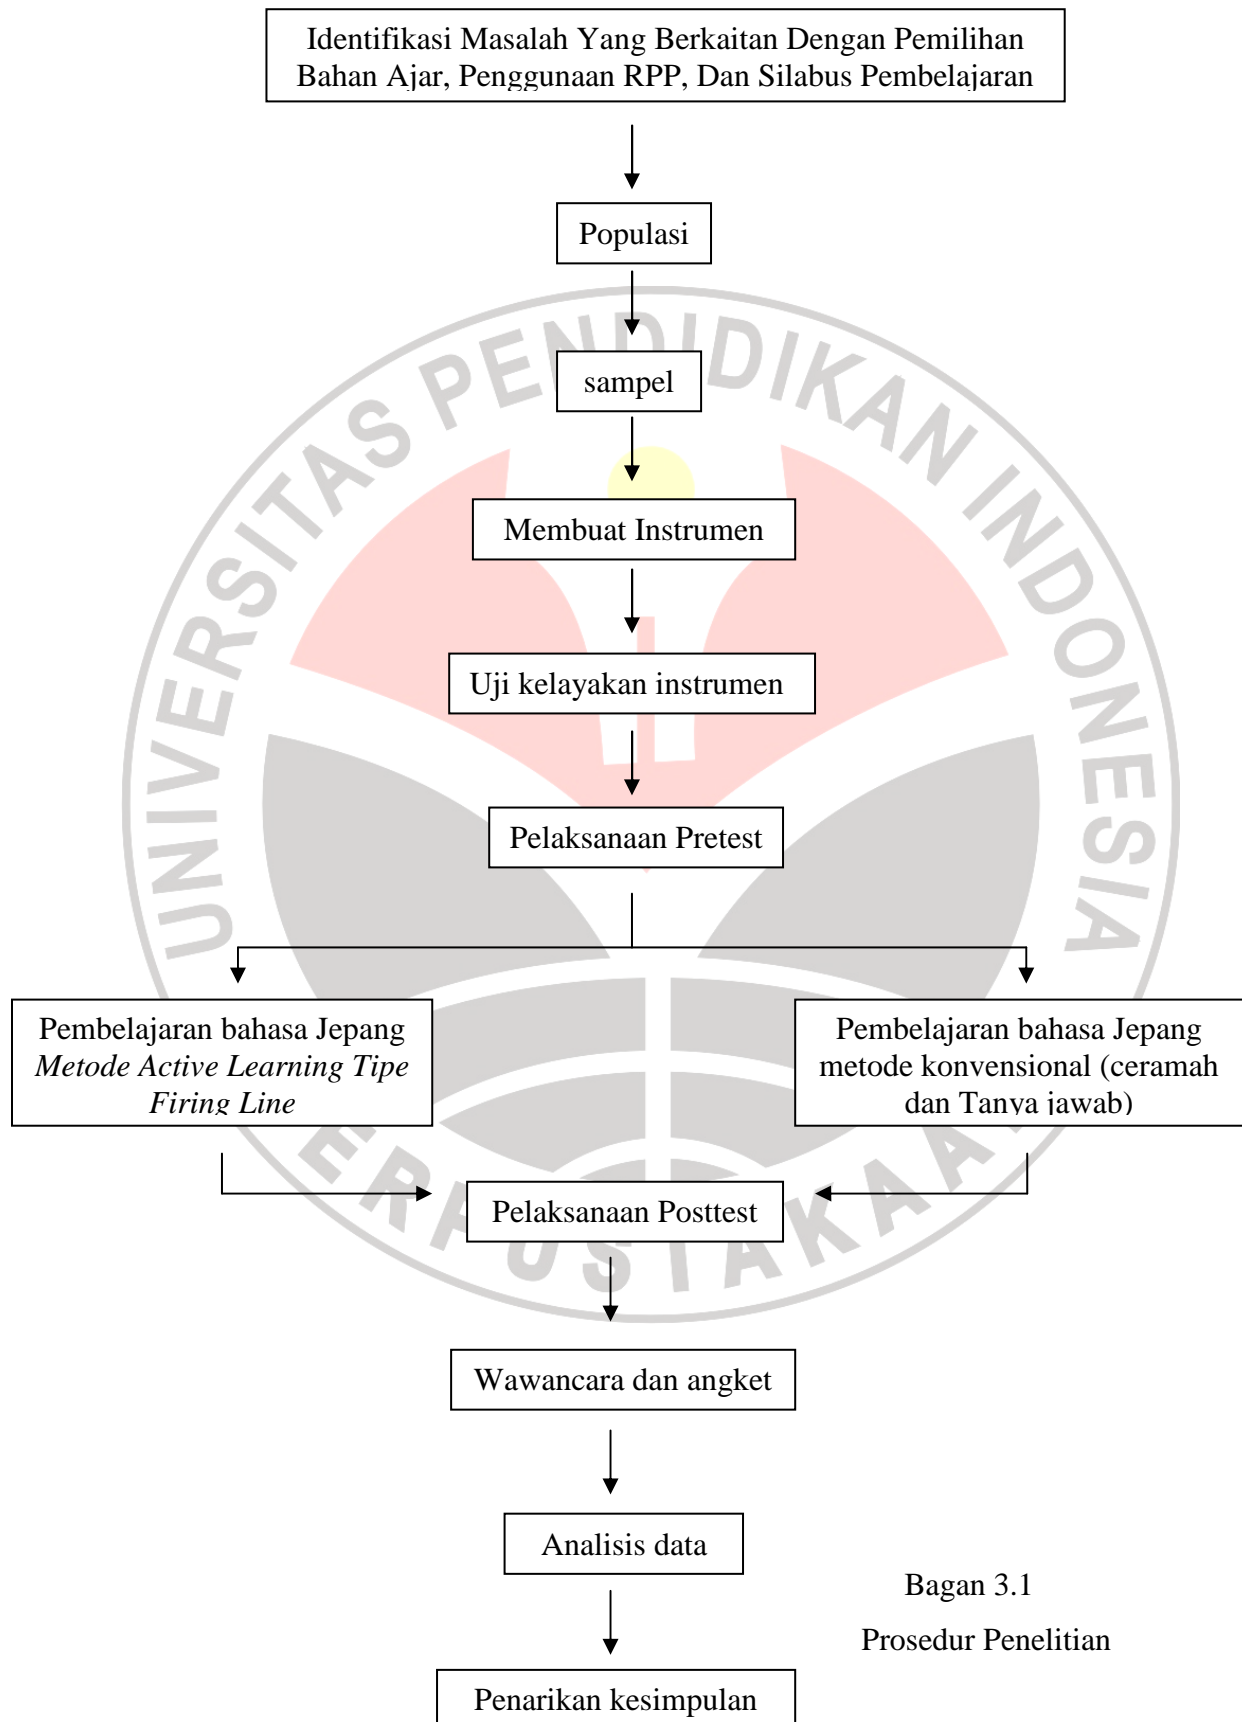 Identifikasi Masalah Yang Berkaitan Dengan Pemilihan
Bahan Ajar, Penggunaan RPP, Dan Silabus Pembelajaran
Populasi
sampel
Membuat Instrumen
Uji kelayakan instrumen
Pelaksanaan Pretest
Pembelajaran bahasa Jepang
Metode Active Learning Tipe
Firing Line
Pembelajaran bahasa Jepang
metode konvensional (ceramah
dan Tanya jawab)
Pelaksanaan Posttest
Wawancara dan angket
Analisis data
Bagan 3.1
Prosedur Penelitian
Penarikan kesimpulan
UNIVERSITAS PENDIDIKAN INDONESIA
ERPUSTAKAA